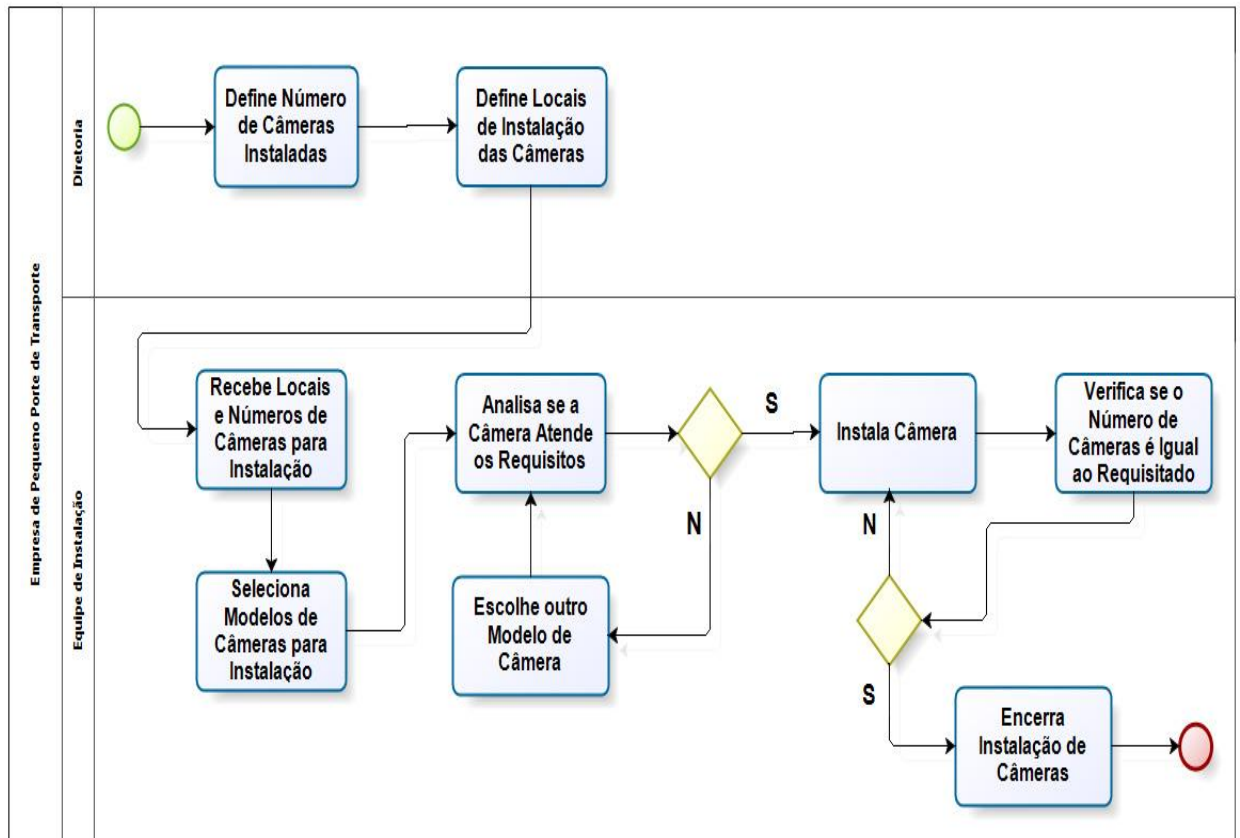 Empresa de Pequeno Porte de Transporte
Diretoria
Define Número
de Câmeras
Instaladas
Define Locais
de Instalação
das Câmeras
Equipe de Instalação
Recebe Locais
e Números de
Câmeras para
Instalação
Seleciona
Modelos de
Câmeras para
Instalação
Analisa se a
Câmera Atende
os Requisitos
Escolhe outro
Modelo de
Câmera
S
N
Instala Câmera
Verifica se o
Número de
Câmeras é Igual
ao Requisitado
N
S
Encerra
Instalação de
Câmeras